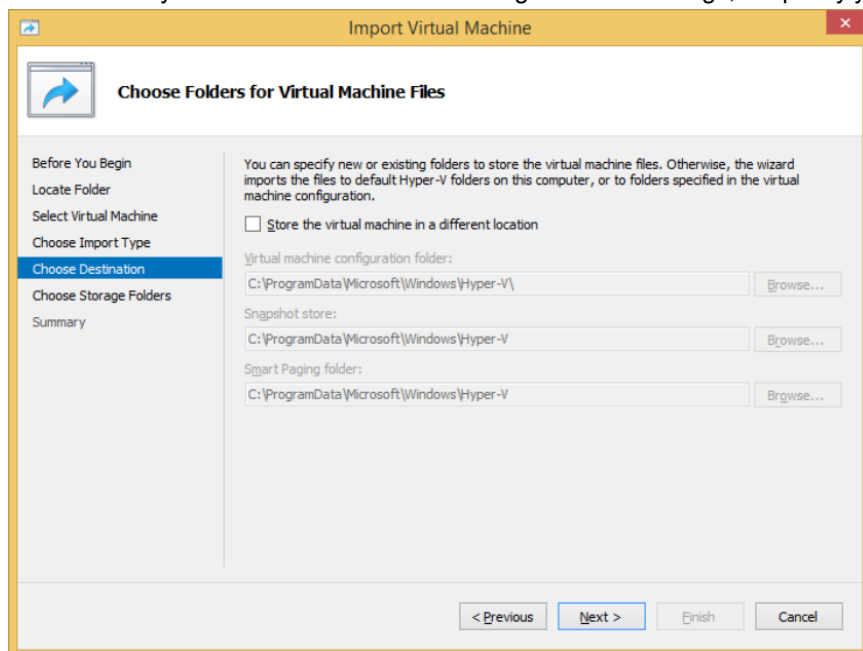 Import Virtual Machine
Choose Folders for Virtual Machine Files
Before You Begin
Locate Folder
Select Virtual Machine
Choose Import Type
Choose Destination
Choose Storage Folders
Summary
You can specify new or existing folders to store the virtual machine files. Otherwise, the wizard
imports the files to default Hyper-V folders on this computer, or to folders specified in the virtual
machine configuration.
Store the virtual machine in a different location
Virtual machine configuration folder:
C:\ProgramData\Microsoft\Windows\Hyper-V\
Browse...
Snapshot store:
C:\ProgramData\Microsoft\Windows\Hyper-V
Browse...
Smart Paging folder:
C:\ProgramData\Microsoft\Windows\Hyper-V
Browse...
< Previous
Next >
Finish
Cancel